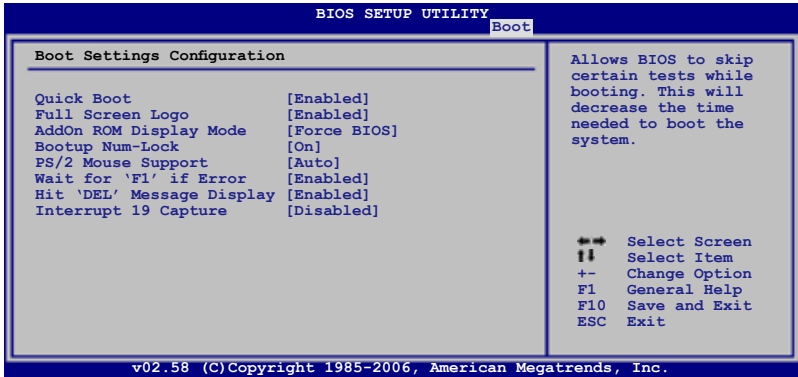 BIOS SETUP UTILITY
Boot
Boot Settings Configuration
Quick Boot [Enabled]
Full Screen Logo [Enabled]
AddOn ROM Display Mode [Force BIOS]
Bootup Num-Lock [On]
PS/2 Mouse Support [Auto]
Wait for ‘F1’ if Error [Enabled]
Hit ‘DEL’ Message Display [Enabled]
Interrupt 19 Capture [Disabled]
Allows BIOS to skip
certain tests while
booting. This will
decrease the time
needed to boot the
system.
←→ Select Screen
↑↓ Select Item
+- Change Option
F1 General Help
F10 Save and Exit
ESC Exit
v02.58 (C)Copyright 1985-2006, American Megatrends, Inc.